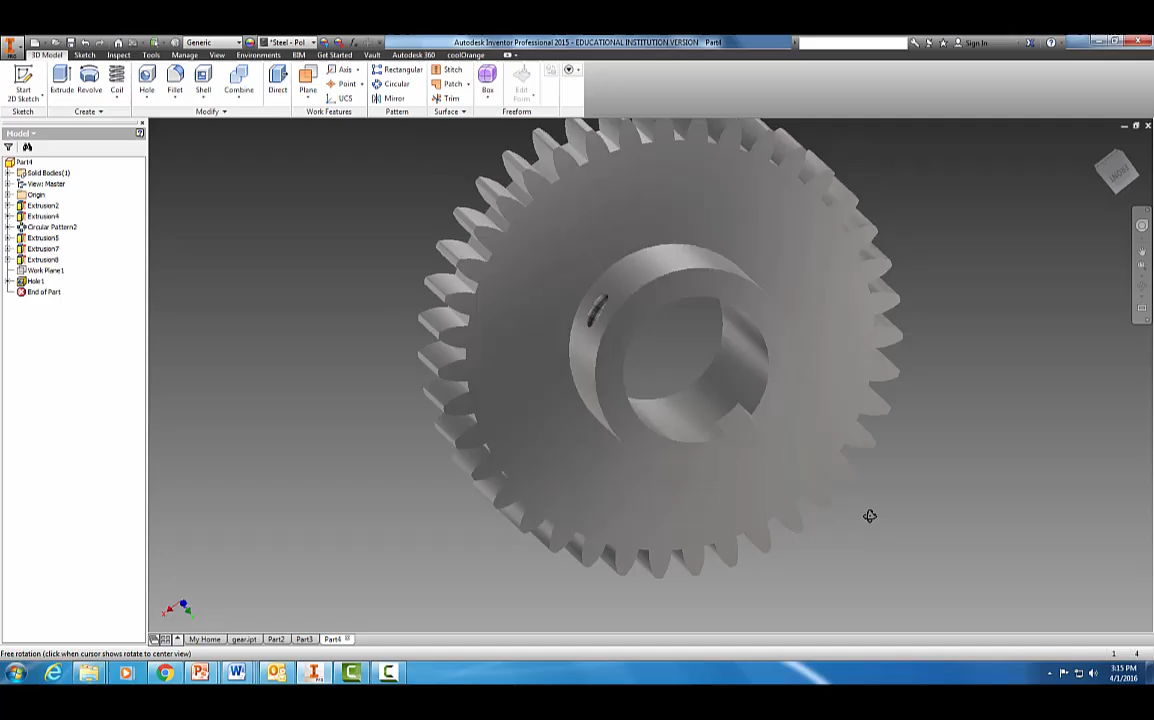 Generic
*Steel - Pol
Autodesk Inventor Professional 2015 - EDUCATIONAL INSTITUTION VERSION Part4
Sign In
PRO
3D Model Sketch Inspect Tools Manage View Environments BIM Get Started Vault Autodesk 360 coolOrange
Start
2D Sketch
Extrude Revolve Coil
Hole Fillet Shell Combine
Direct
Plane
Axis
Point
UCS
Rectangular
Circular
Mirror
Stitch
Patch
Trim
Box
Edit
Form
Sketch
Create
Modify
Work Features
Pattern
Surface
Freeform
Model
Part4
Solid Bodies(1)
View: Master
Origin
Extrusion2
Extrusion4
Circular Pattern2
Extrusion5
Extrusion7
Extrusion8
Work Plane1
Hole1
End of Part
FRONT
x
My Home gear.ipt Part2 Part3 Part4
Free rotation (click when cursor shows rotate to center view)
1 4
3:15 PM
4/1/2016